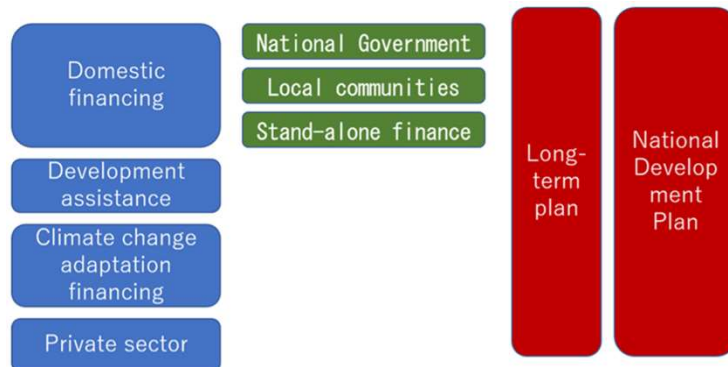 Domestic
financing
National Government
Local communities
Stand-alone finance
Development
assistance
Climate change
adaptation
financing
Private sector
Long-
term
plan
National
Develop
ment
Plan